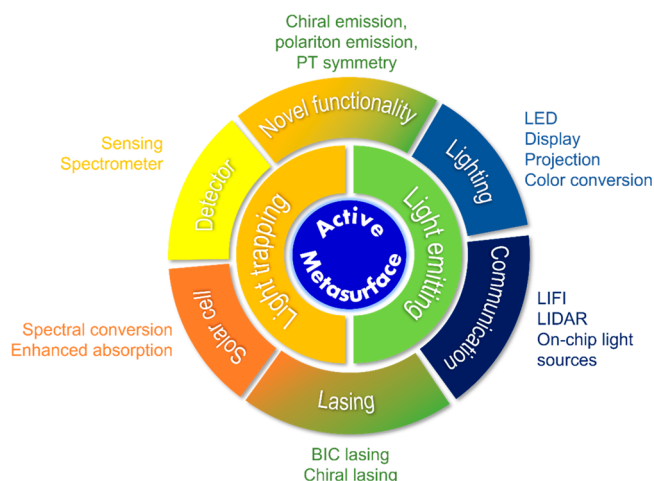 Chiral emission,
polariton emission,
PT symmetry
Novel functionality
Sensing
Spectrometer
Detector
Lighting
LED
Display
Projection
Color conversion
Light trapping
Active
Metasurface
Light emitting
Spectral conversion
Enhanced absorption
Solar cell
Communication
LIFI
LIDAR
On-chip light
sources
Lasing
BIC lasing
Chiral lasing